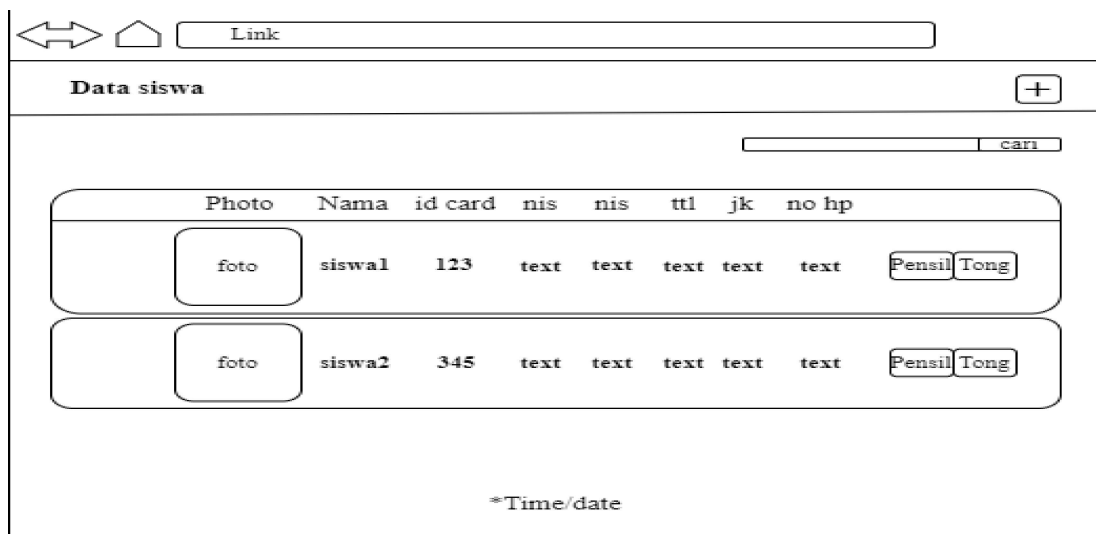 Link
Data siswa
+
cari
Photo Nama id card nis nis ttl jk no hp
foto siswa1 123 text text text text text Pensil Tong
foto siswa2 345 text text text text text Pensil Tong
*Time/date